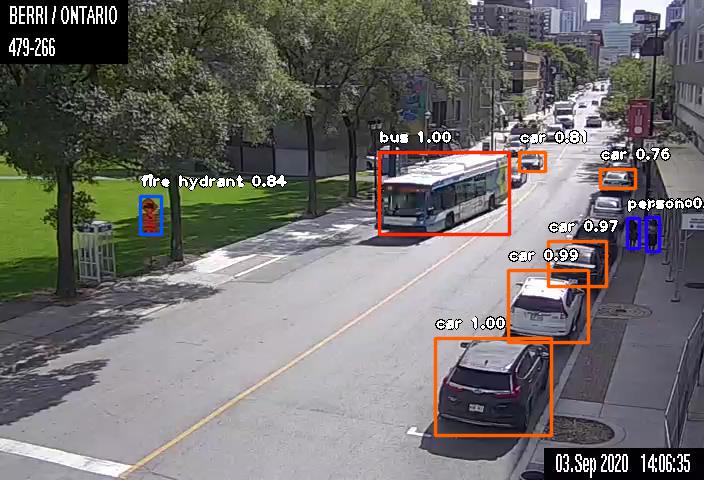 BERRI / ONTARIO
479-266
bus 1.00
car 0.81
car 0.76
fire hydrant 0.84
person0.
car 0.97
car 0.99
car 1.00
03.Sep 2020 14:06:35